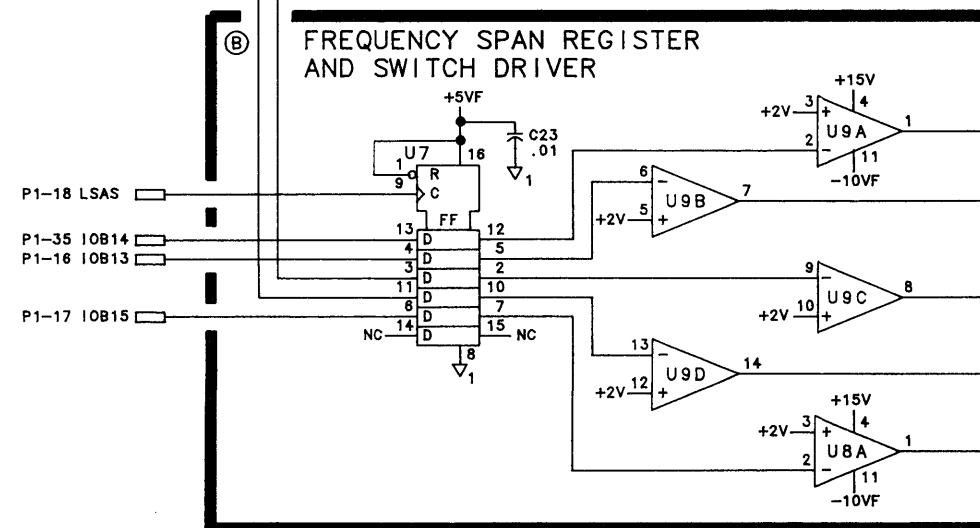 B
FREQUENCY SPAN REGISTER
AND SWITCH DRIVER
+5VF
C23
.01
1
U7
16
1
R
9
C
FF
P1-18 LSAS
P1-35 IOB14
P1-16 IOB13
P1-17 IOB15
13 D 12
4 D 5
3 D 2
11 D 10
6 D 7
NC 14 D 15 NC
8
1
+15V
+2V 3 + 4
U9A 1
2 - 11
-10VF
6 - 7
U9B
+2V 5 +
9 - 8
U9C
+2V 10 +
13 - 14
U9D
+2V 12 +
+15V
+2V 3 + 4
U8A 1
2 - 11
-10VF